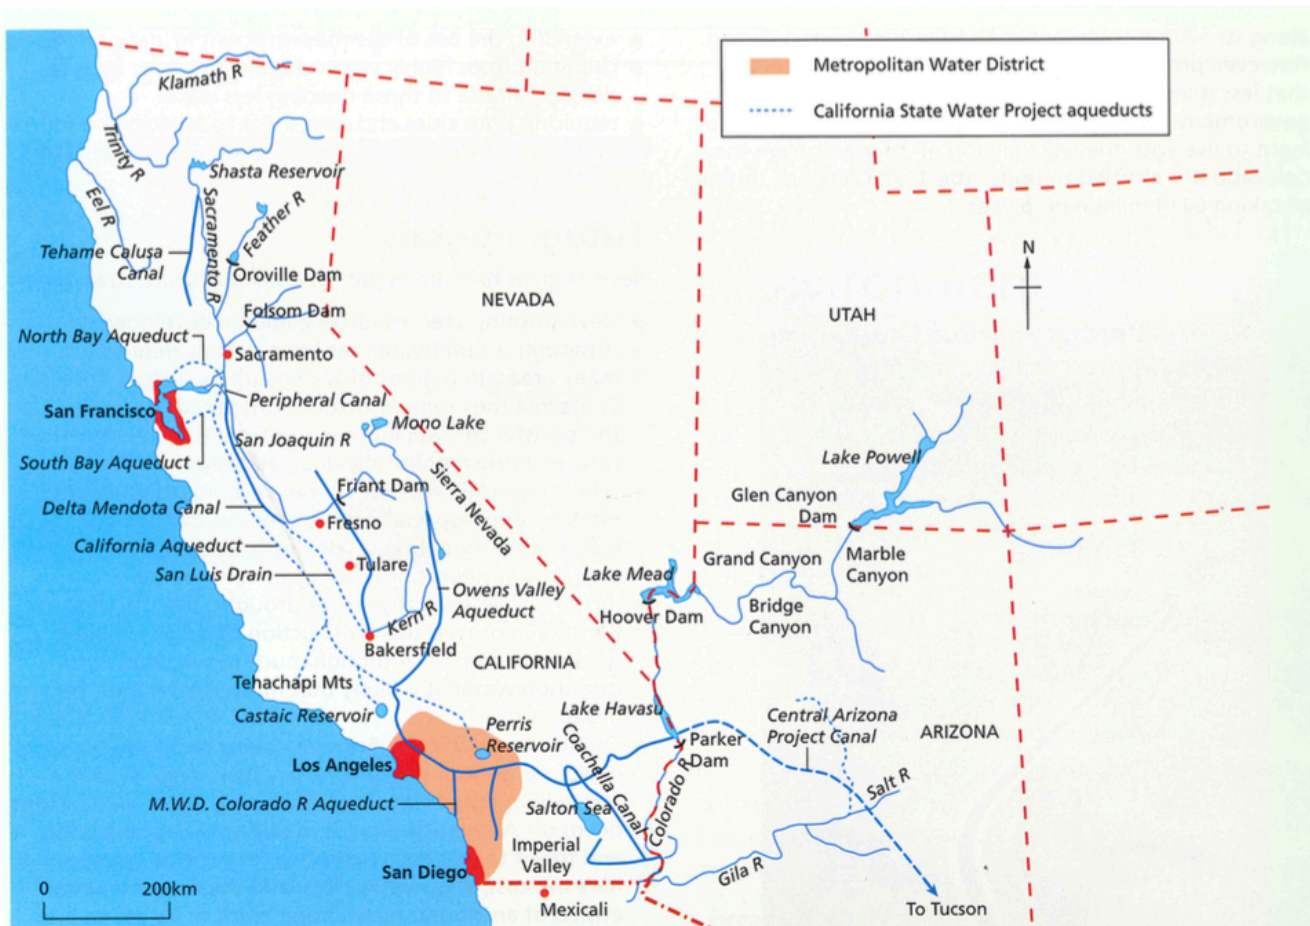 Metropolitan Water District
California State Water Project aqueducts
Klamath R
Trinity R
Eel R
Shasta Reservoir
Sacramento R
Feather R
Tehame Calusa
Canal
Oroville Dam
Folsom Dam
NEVADA
UTAH
N
North Bay Aqueduct
Sacramento
Peripheral Canal
San Francisco
Mono Lake
San Joaquin R
South Bay Aqueduct
Sierra Nevada
Lake Powell
Friant Dam
Glen Canyon
Dam
Delta Mendota Canal
Fresno
California Aqueduct
Grand Canyon
Marble
Canyon
San Luis Drain
Tulare
Lake Mead
Owens Valley
Aqueduct
Kern R
Hoover Dam
Bridge
Canyon
Bakersfield
CALIFORNIA
Tehachapi Mts
Castaic Reservoir
Lake Havasu
Central Arizona
Project Canal
ARIZONA
Perris
Reservoir
Coachella Canal
Parker
Dam
Los Angeles
Colorado R
Salt R
M.W.D. Colorado R Aqueduct
Salton Sea
Imperial
Valley
San Diego
Gila R
0
200km
Mexicali
To Tucson